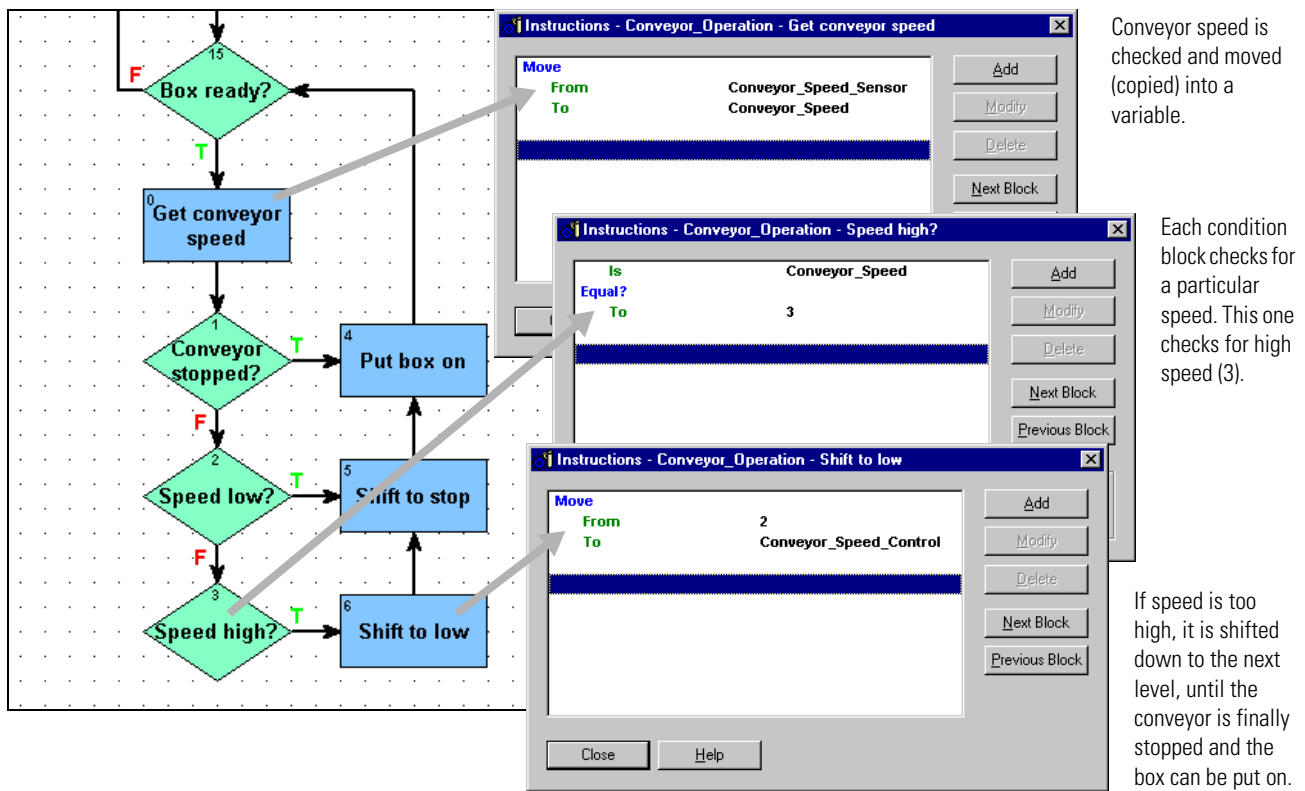 15
F
Box ready?
T
0
Get conveyor
speed
1
Conveyor
stopped?
T
4
Put box on
F
2
Speed low?
T
5
Shift to stop
F
3
Speed high?
T
6
Shift to low
Instructions - Conveyor_Operation - Get conveyor speed
Move
From Conveyor_Speed_Sensor
To Conveyor_Speed
Add
Modify
Delete
Next Block
Instructions - Conveyor_Operation - Speed high?
Is Conveyor_Speed
Equal?
To 3
Add
Modify
Delete
Next Block
Previous Block
Instructions - Conveyor_Operation - Shift to low
Move
From 2
To Conveyor_Speed_Control
Add
Modify
Delete
Next Block
Previous Block
Close Help
Conveyor speed is
checked and moved
(copied) into a
variable.
Each condition
block checks for
a particular
speed. This one
checks for high
speed (3).
If speed is too
high, it is shifted
down to the next
level, until the
conveyor is finally
stopped and the
box can be put on.